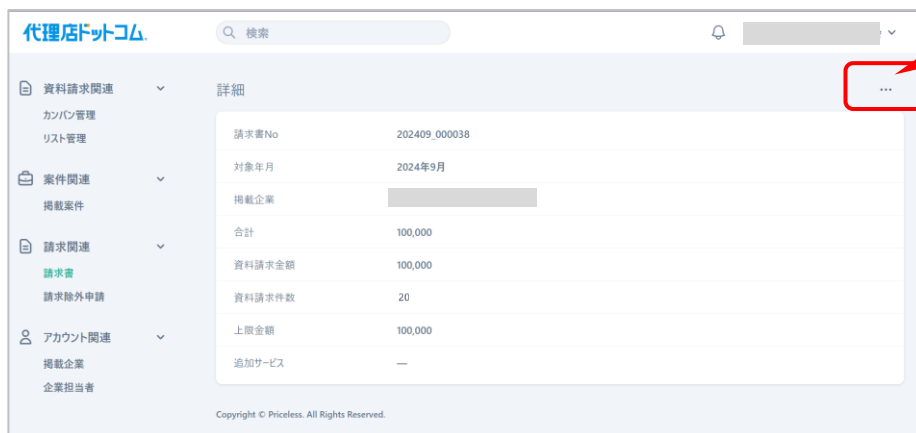 代理店ドットコム.
検索
資料請求関連
カンバン管理
リスト管理
案件関連
掲載案件
請求関連
請求書
請求除外申請
アカウント関連
掲載企業
企業担当者
詳細
...
請求書No 202409_000038
対象年月 2024年9月
掲載企業
合計 100,000
資料請求金額 100,000
資料請求件数 20
上限金額 100,000
追加サービス —
Copyright © Priceless. All Rights Reserved.